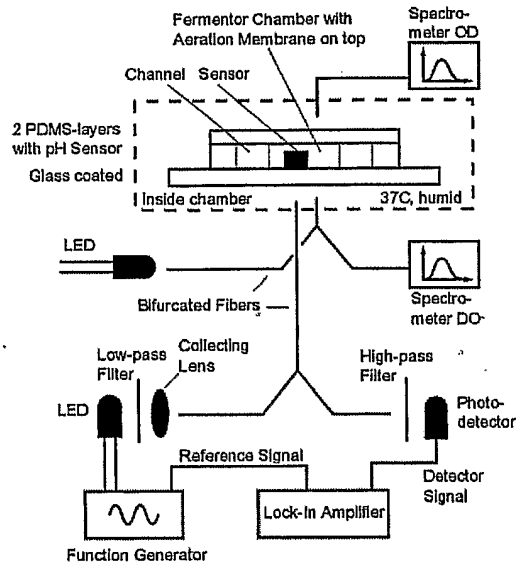 Fermentor Chamber with
Aeration Membrane on top
Spectro-
meter OD
Channel
Sensor
2 PDMS-layers
with pH Sensor
Glass coated
Inside chamber
37C, humid
LED
Bifurcated Fibers
Spectro-
meter DO
Low-pass
Filter
Collecting
Lens
High-pass
Filter
LED
Photo-
detector
Reference Signal
Detector
Signal
Lock-In Amplifier
Function Generator